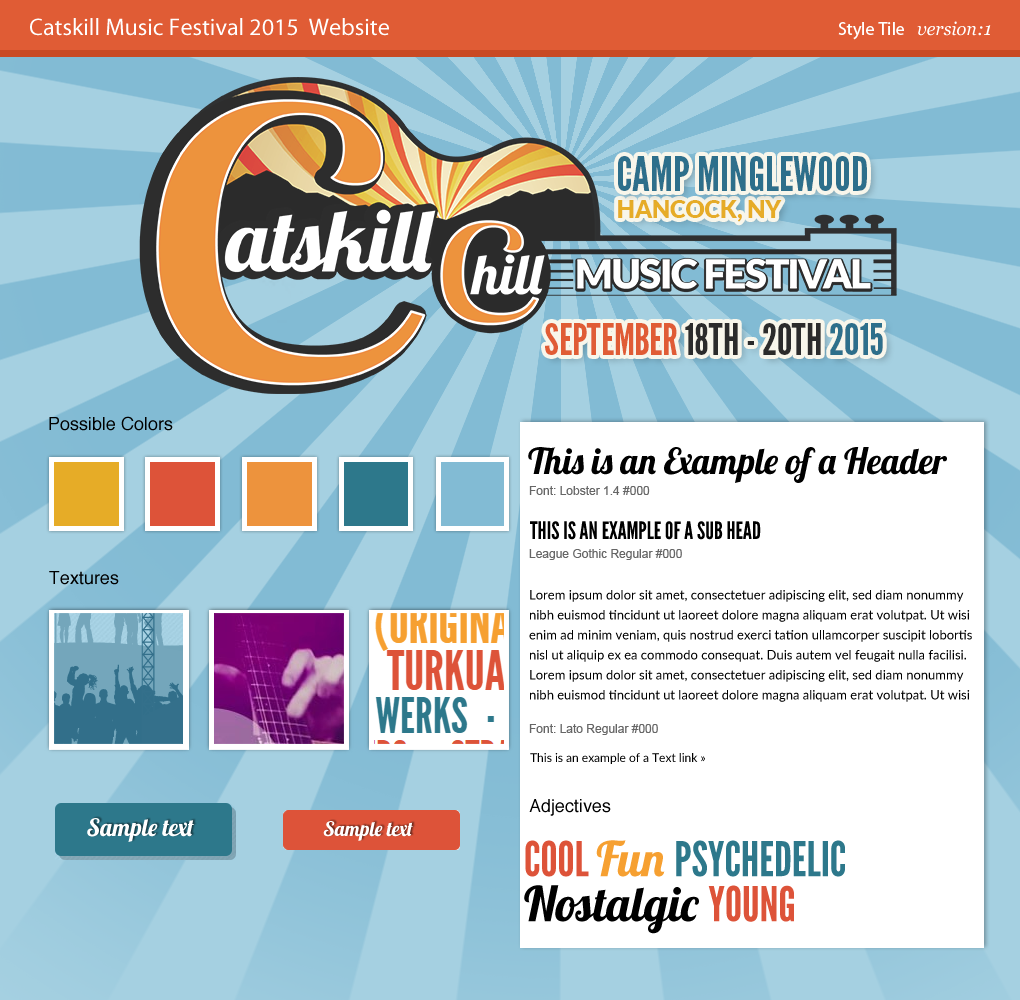 Catskill Music Festival 2015 Website
Style Tile version:1
CAMP MINGLEWOOD
HANCOCK, NY
Catskill
Chill
MUSIC FESTIVAL
SEPTEMBER 18TH - 20TH 2015
Possible Colors
Textures
(ORIGINA
TURKUA
WERKS ·
Sample text
Sample text
This is an Example of a Header
Font: Lobster 1.4 #000
THIS IS AN EXAMPLE OF A SUB HEAD
League Gothic Regular #000
Lorem ipsum dolor sit amet, consectetuer adipiscing elit, sed diam nonummy
nibh euismod tincidunt ut laoreet dolore magna aliquam erat volutpat. Ut wisi
enim ad minim veniam, quis nostrud exerci tation ullamcorper suscipit lobortis
nisl ut aliquip ex ea commodo consequat. Duis autem vel feugait nulla facilisi.
Lorem ipsum dolor sit amet, consectetuer adipiscing elit, sed diam nonummy
nibh euismod tincidunt ut laoreet dolore magna aliquam erat volutpat. Ut wisi
Font: Lato Regular #000
This is an example of a Text link »
Adjectives
COOL Fun PSYCHEDELIC
Nostalgic YOUNG